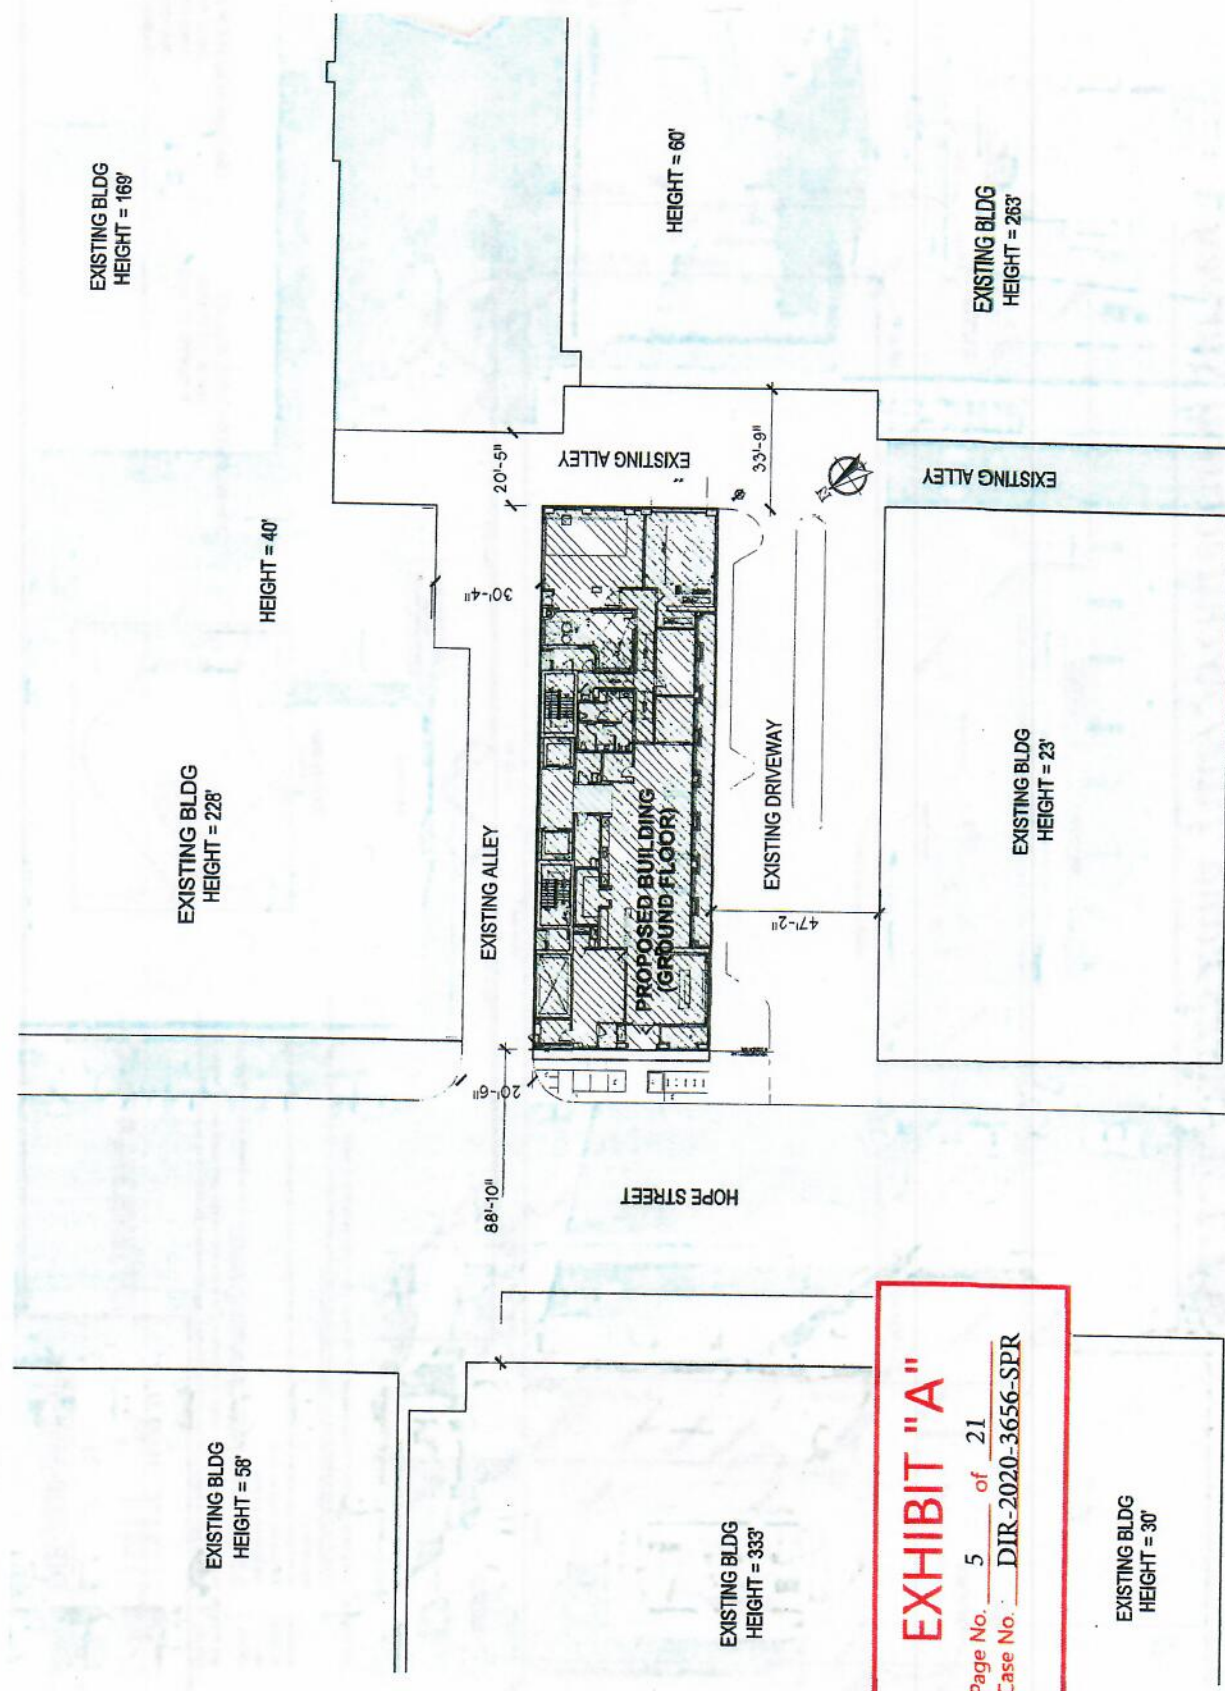 EXISTING BLDG
HEIGHT = 169'
HEIGHT = 60'
EXISTING BLDG
HEIGHT = 263'
HEIGHT = 40'
20'-5"
EXISTING ALLEY
33'-9"
EXISTING ALLEY
30'-4"
EXISTING BLDG
HEIGHT = 228'
EXISTING ALLEY
PROPOSED BUILDING
(GROUND FLOOR)
EXISTING DRIVEWAY
47'-2"
EXISTING BLDG
HEIGHT = 23'
20'-6"
88'-10"
HOPE STREET
EXISTING BLDG
HEIGHT = 58'
EXISTING BLDG
HEIGHT = 333'
EXHIBIT "A"
Page No. 5 of 21
Case No. DIR-2020-3656-SPR
EXISTING BLDG
HEIGHT = 30'